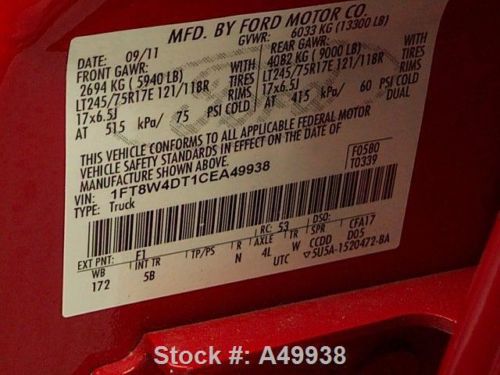 MFD. BY FORD MOTOR CO.
DATE: 09/11 GVWR: 6033 KG (13300 LB)
FRONT GAWR: REAR GAWR:
2694 KG (5940 LB) 4082 KG (9000 LB)
LT245/75R17E 121/118R TIRES LT245/75R17E 121/118R
17x6.5J 17x6.5J RIMS
AT 515 kPa/ 75 PSI COLD AT 415 kPa/ 60 PSI COLD
DUAL
THIS VEHICLE CONFORMS TO ALL APPLICABLE FEDERAL MOTOR
VEHICLE SAFETY STANDARDS IN EFFECT ON THE DATE OF
MANUFACTURE SHOWN ABOVE.
VIN: 1FT8W4DT1CEA49938 F0580
TYPE: Truck T0339
EXT PNT: F1 RC: 53 DSO:
WB INT TR TP/PS R AXLE TR SPR CFA17
172 5B N 4L W CCDD D05
UTC 5U5A-1520472-BA
Stock #: A49938